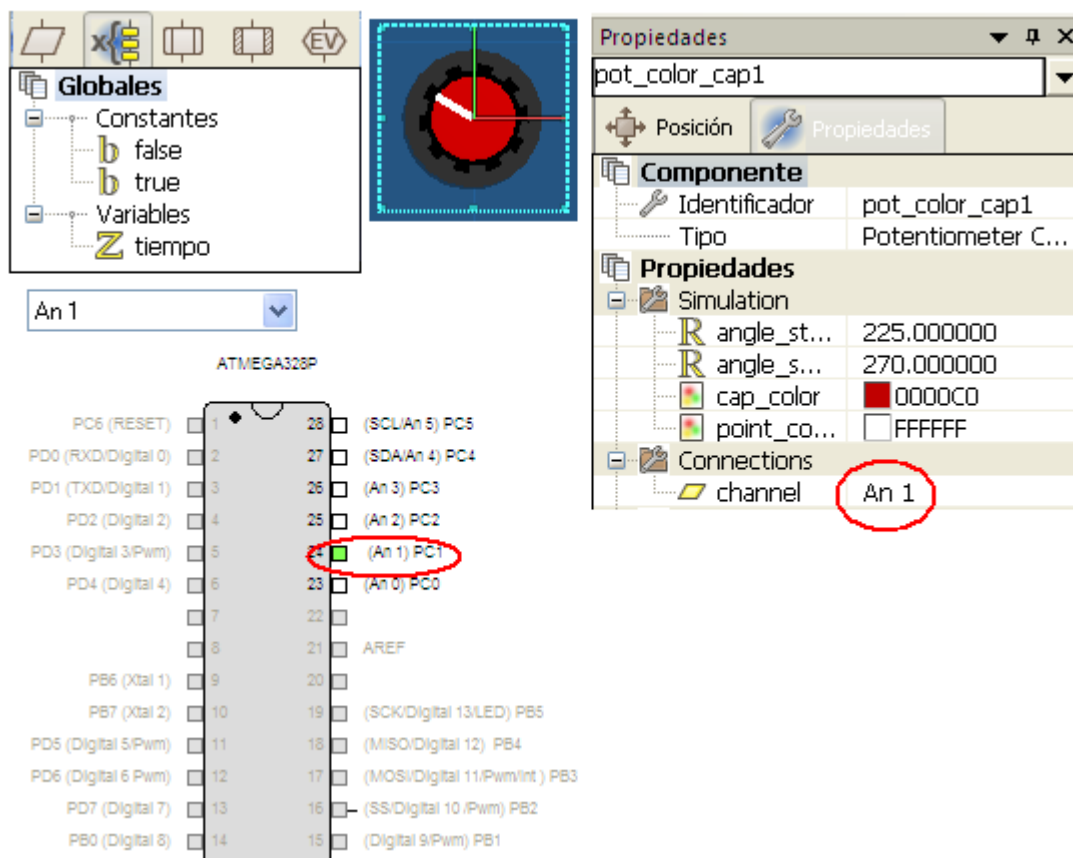 x{
EV
Globales
Constantes
false
true
Variables
tiempo
An 1
Propiedades
pot_color_cap1
Posición
Propiedades
Componente
Identificador pot_color_cap1
Tipo Potentiometer C...
Propiedades
Simulation
angle_st... 225.000000
angle_s... 270.000000
cap_color 0000C0
point_co... FFFFFF
Connections
channel An 1
ATMEGA328P
PC6 (RESET) 1 28 (SCL/An 5) PC5
PD0 (RXD/Digital 0) 2 27 (SDA/An 4) PC4
PD1 (TXD/Digital 1) 3 26 (An 3) PC3
PD2 (Digital 2) 4 25 (An 2) PC2
PD3 (Digital 3/Pwm) 5 24 (An 1) PC1
PD4 (Digital 4) 6 23 (An 0) PC0
7 22
8 21 AREF
PB6 (Xtal 1) 9 20
PB7 (Xtal 2) 10 19 (SCK/Digital 13/LED) PB5
PD5 (Digital 5/Pwm) 11 18 (MISO/Digital 12) PB4
PD6 (Digital 6 Pwm) 12 17 (MOSI/Digital 11/Pwm/Int ) PB3
PD7 (Digital 7) 13 16 (SS/Digital 10 /Pwm) PB2
PB0 (Digital 8) 14 15 (Digital 9/Pwm) PB1